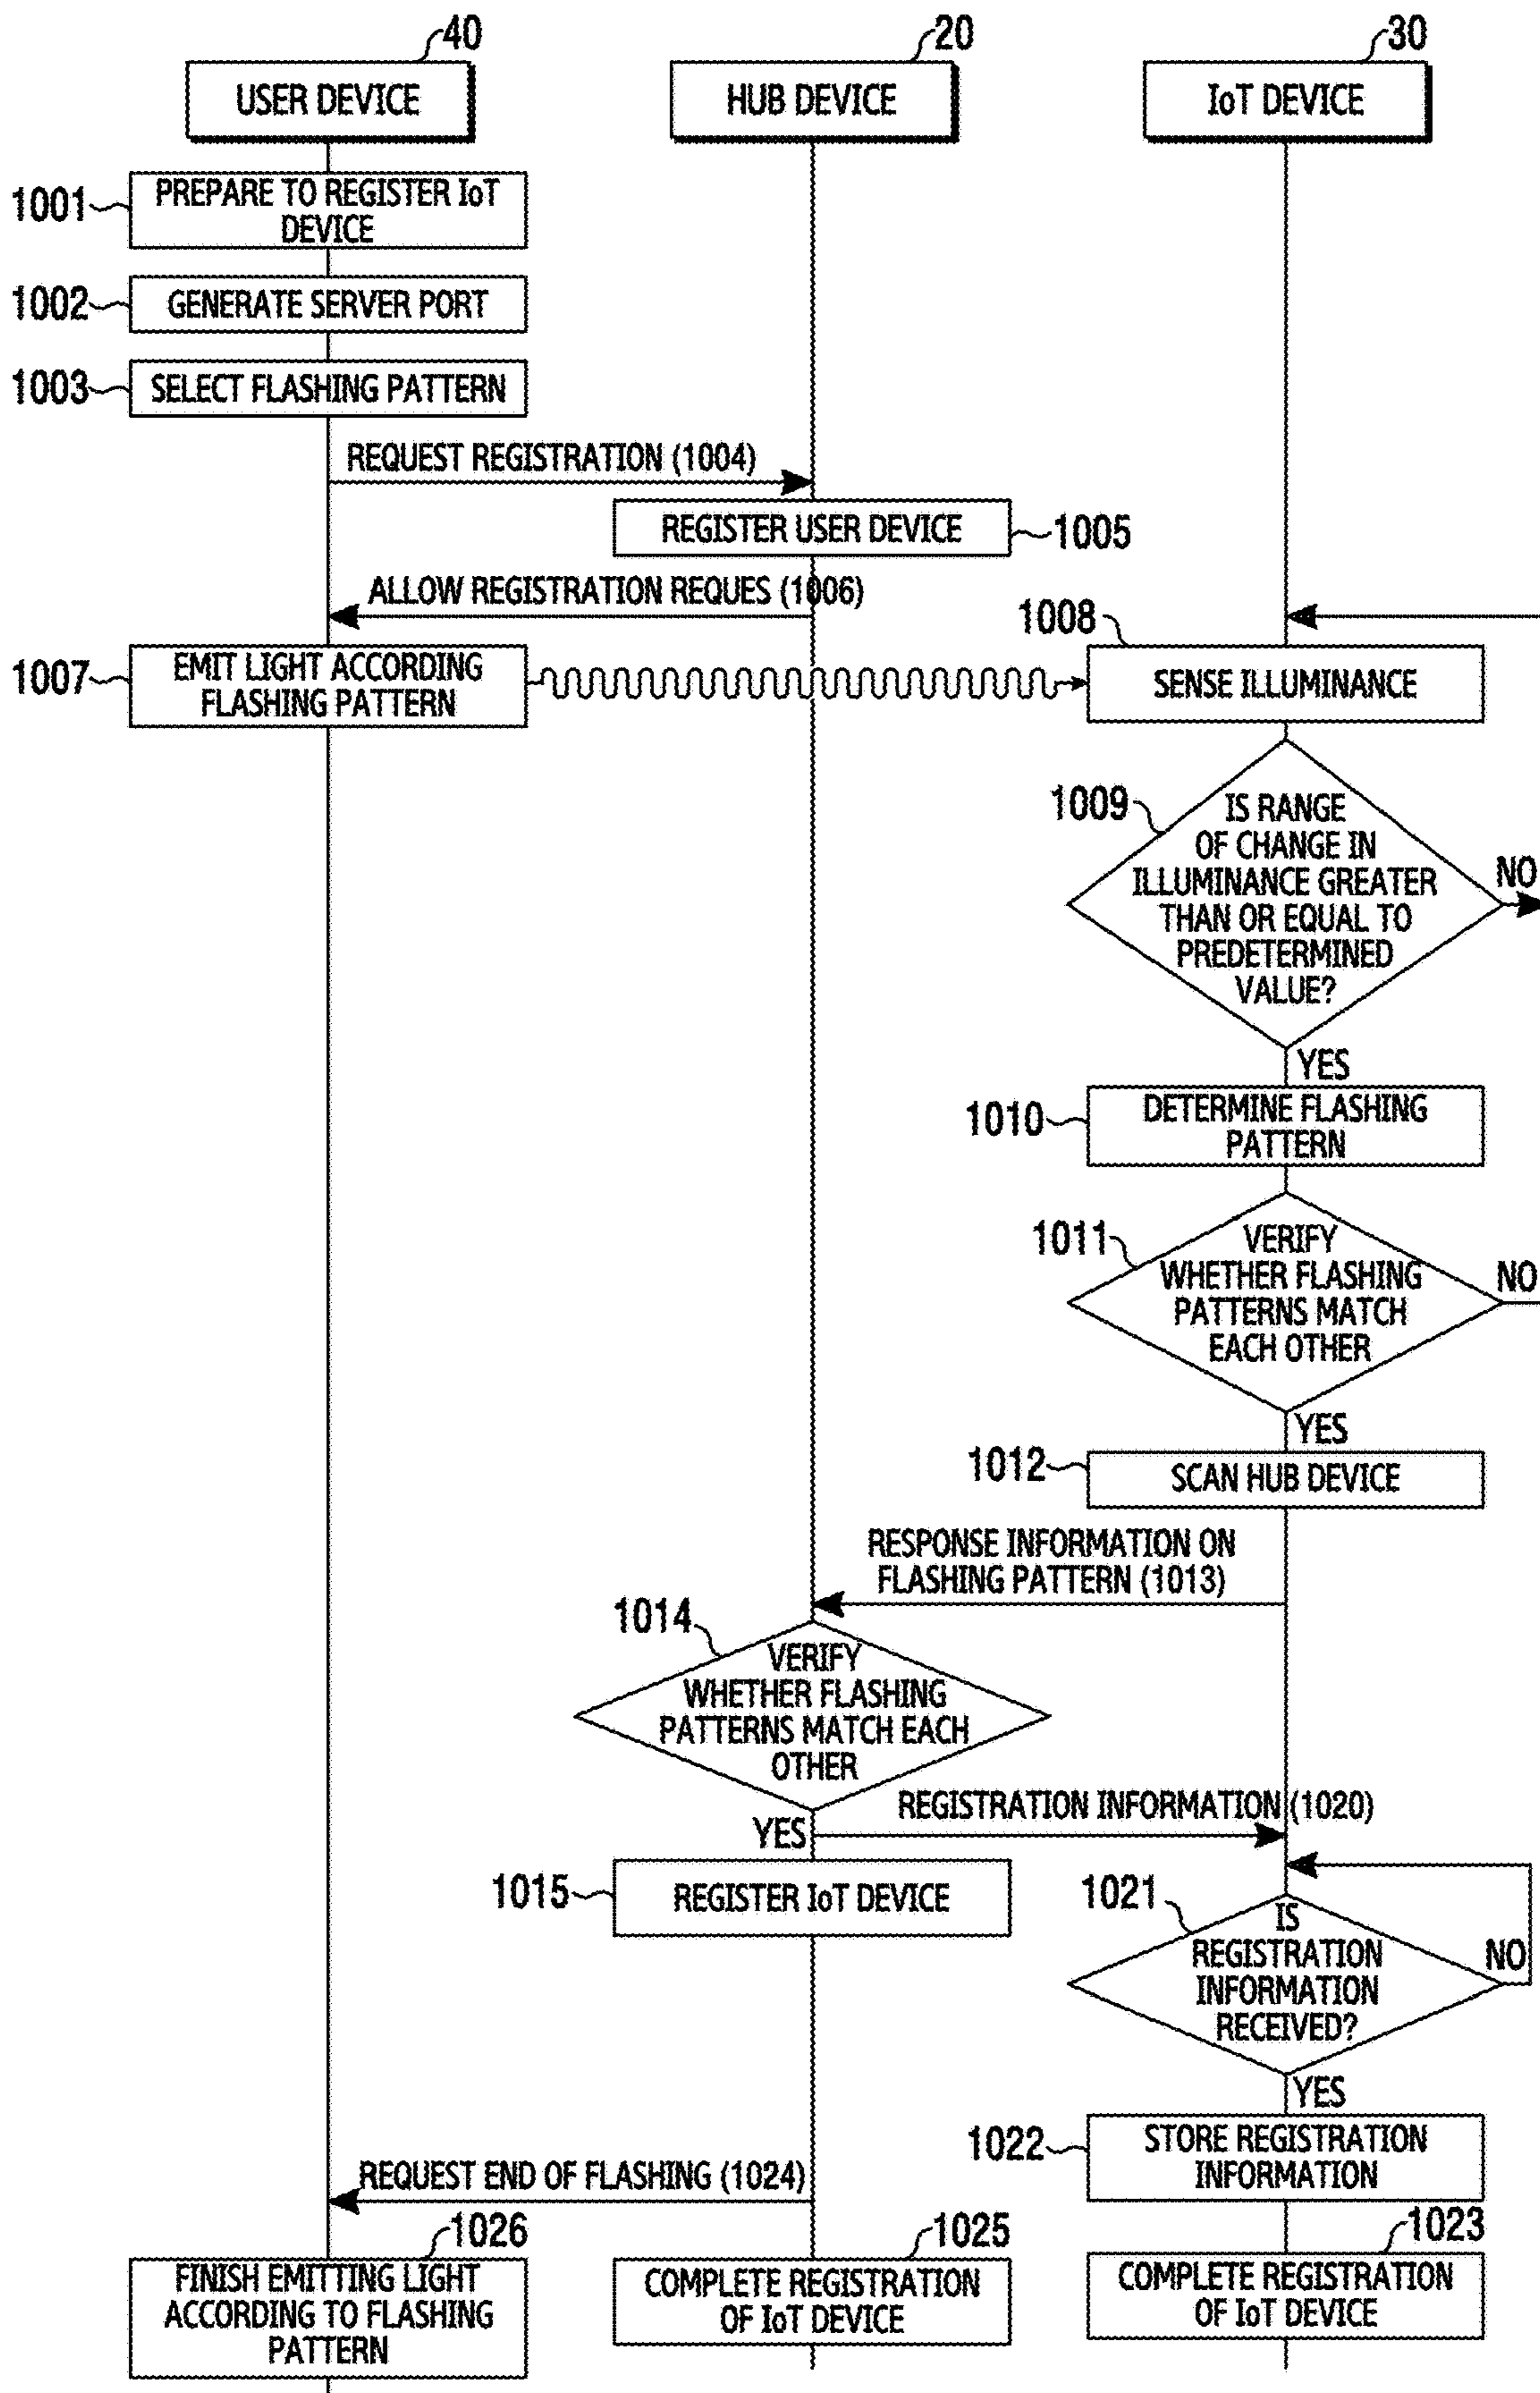 40
20
30
USER DEVICE
HUB DEVICE
IoT DEVICE
1001
PREPARE TO REGISTER IoT
DEVICE
1002
GENERATE SERVER PORT
1003
SELECT FLASHING PATTERN
REQUEST REGISTRATION (1004)
REGISTER USER DEVICE
1005
ALLOW REGISTRATION REQUES (1006)
1008
1007
EMIT LIGHT ACCORDING
FLASHING PATTERN
SENSE ILLUMINANCE
1009
IS RANGE
OF CHANGE IN
ILLUMINANCE GREATER
THAN OR EQUAL TO
PREDETERMINED
VALUE?
NO
YES
1010
DETERMINE FLASHING
PATTERN
1011
VERIFY
WHETHER FLASHING
PATTERNS MATCH
EACH OTHER
NO
YES
1012
SCAN HUB DEVICE
RESPONSE INFORMATION ON
FLASHING PATTERN (1013)
1014
VERIFY
WHETHER FLASHING
PATTERNS MATCH EACH
OTHER
REGISTRATION INFORMATION (1020)
YES
1015
REGISTER IoT DEVICE
1021
IS
REGISTRATION
INFORMATION
RECEIVED?
NO
YES
1022
STORE REGISTRATION
INFORMATION
REQUEST END OF FLASHING (1024)
1026
1025
1023
FINISH EMITTING LIGHT
ACCORDING TO FLASHING
PATTERN
COMPLETE REGISTRATION
OF IoT DEVICE
COMPLETE REGISTRATION
OF IoT DEVICE